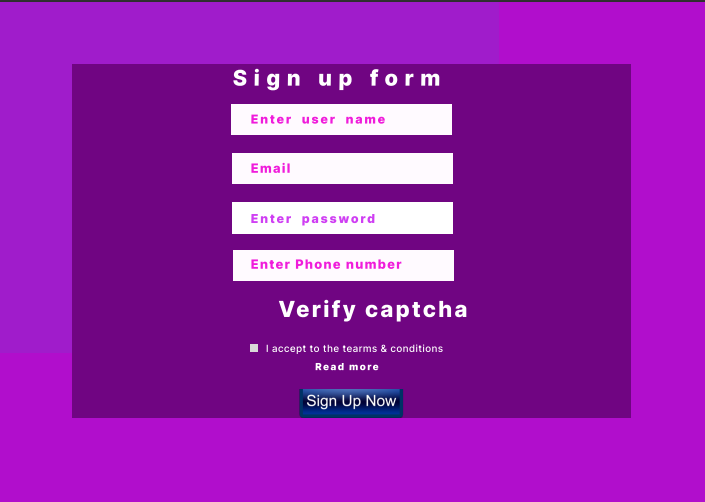 Sign up form
Enter user name
Email
Enter password
Enter Phone number
Verify captcha
I accept to the tearms & conditions
Read more
Sign Up Now